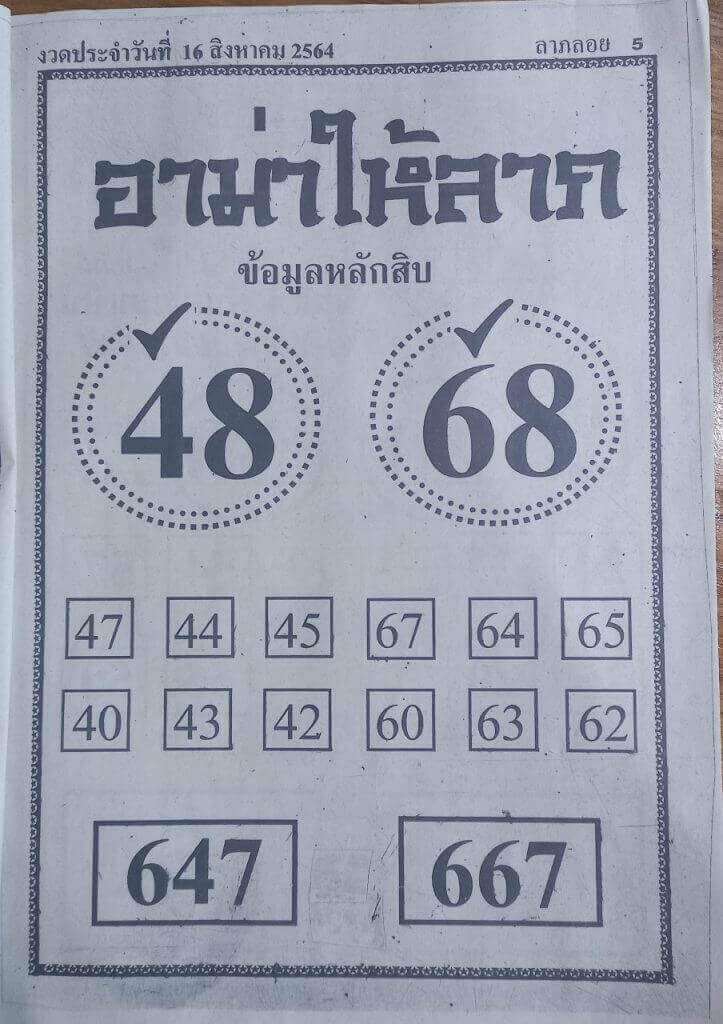 งวดประจำวันที่ 16 สิงหาคม 2564 ลาภลอย 5
อาม่าให้ลาภ
ข้อมูลหลักสิบ
48 68
47 44 45 67 64 65
40 43 42 60 63 62
647 667